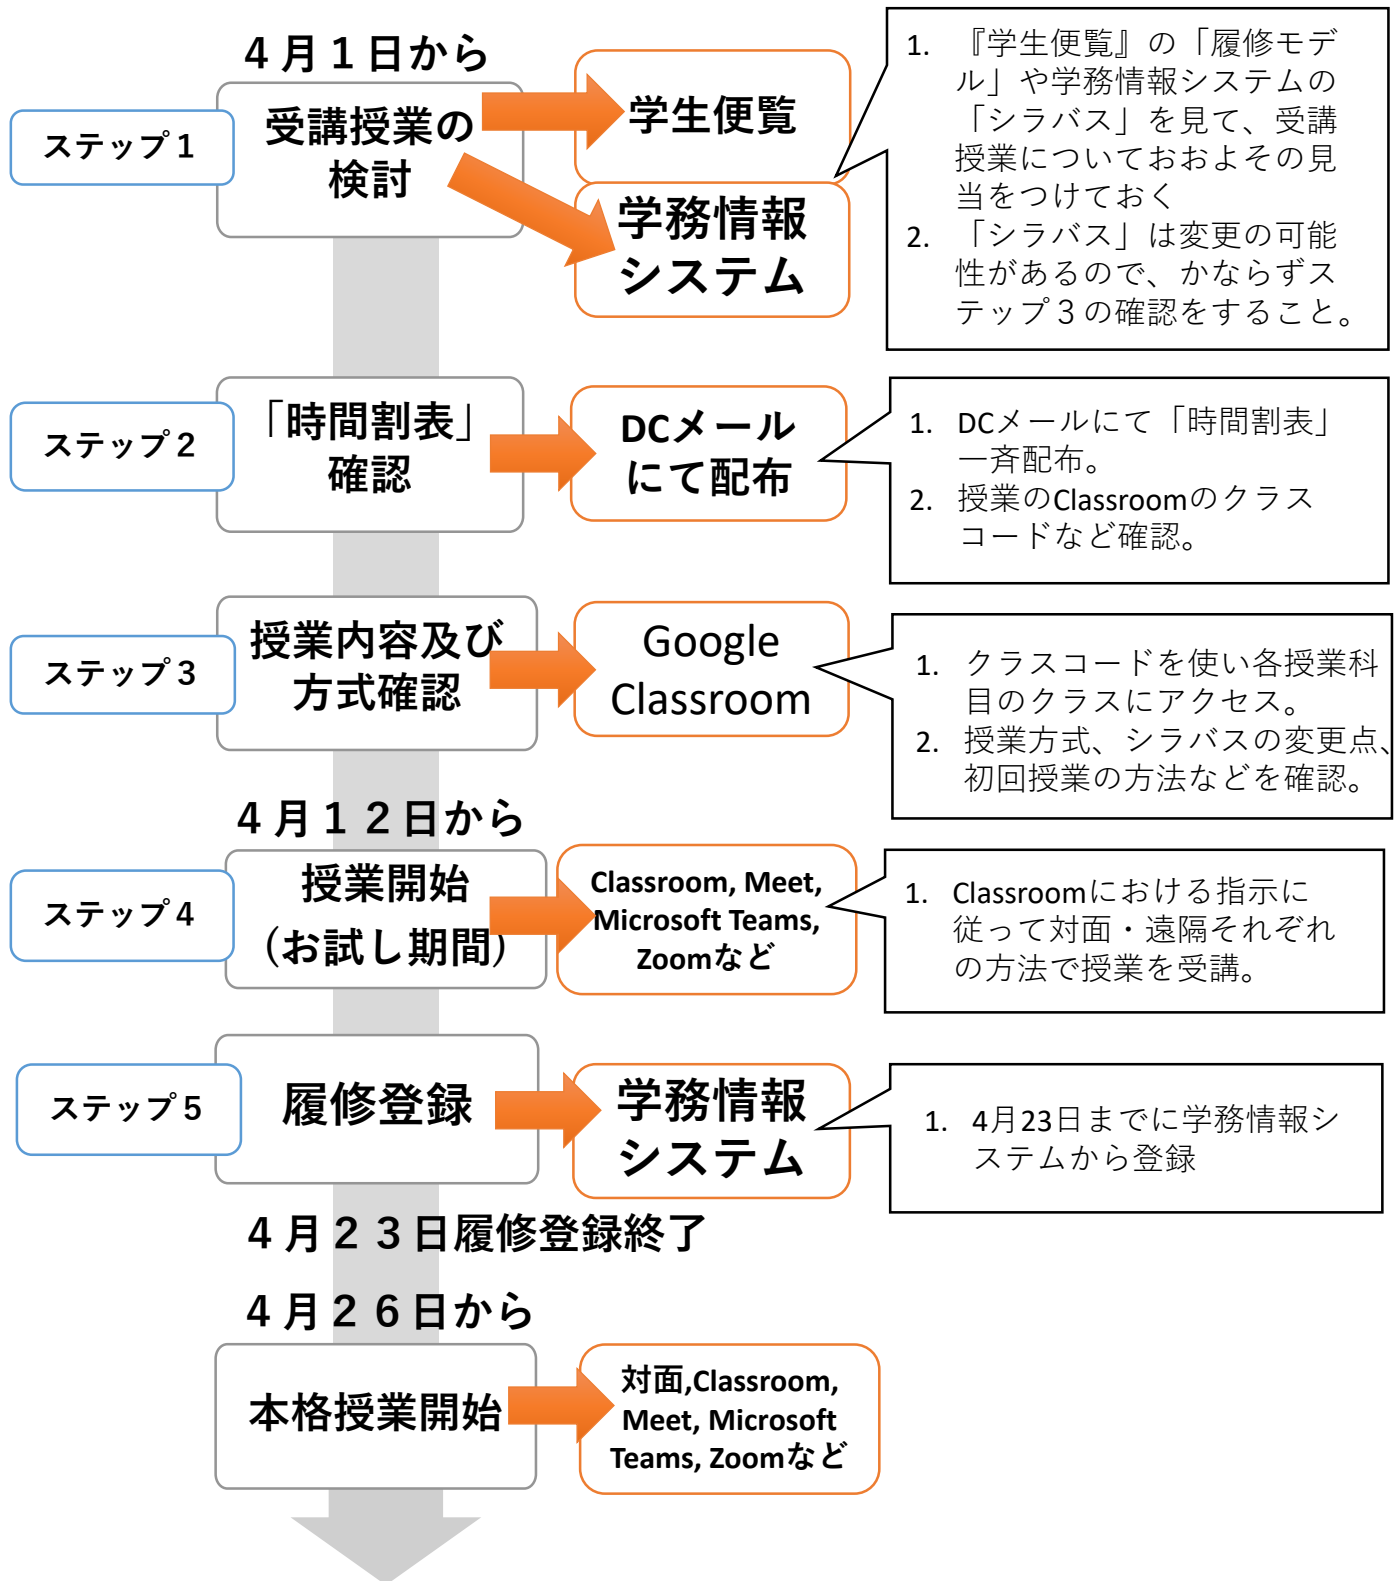 ４月１日から
ステップ１
受講授業の
検討
学生便覧
学務情報
システム
1. 『学生便覧』の「履修モデ
ル」や学務情報システムの
「シラバス」を見て、受講
授業についておおよその見
当をつけておく
2. 「シラバス」は変更の可能
性があるので、かならずス
テップ３の確認をすること。
ステップ２
「時間割表」
確認
DCメール
にて配布
1. DCメールにて「時間割表」
一斉配布。
2. 授業のClassroomのクラス
コードなど確認。
ステップ３
授業内容及び
方式確認
Google
Classroom
1. クラスコードを使い各授業科
目のクラスにアクセス。
2. 授業方式、シラバスの変更点、
初回授業の方法などを確認。
４月１２日から
ステップ４
授業開始
（お試し期間）
Classroom, Meet,
Microsoft Teams,
Zoomなど
1. Classroomにおける指示に
従って対面・遠隔それぞれ
の方法で授業を受講。
ステップ５
履修登録
学務情報
システム
1. 4月23日までに学務情報シ
ステムから登録
４月２３日履修登録終了
４月２６日から
本格授業開始
対面,Classroom,
Meet, Microsoft
Teams, Zoomなど